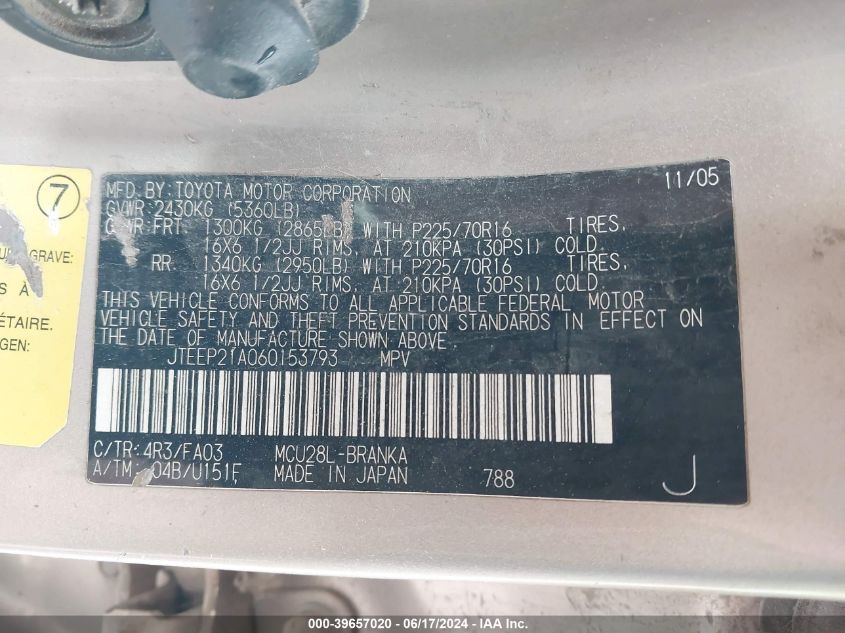 7
UM GRAVE:
S À
ÉTAIRE.
GEN:
MFD. BY: TOYOTA MOTOR CORPORATION 11/05
GVWR: 2430KG (5360LB)
GAWR: FRT 1300KG (2865LB) WITH P225/70R16 TIRES,
16X6 1/2JJ RIMS, AT 210KPA (30PSI) COLD.
RR 1340KG (2950LB) WITH P225/70R16 TIRES,
16X6 1/2JJ RIMS, AT 210KPA (30PSI) COLD.
THIS VEHICLE CONFORMS TO ALL APPLICABLE FEDERAL MOTOR
VEHICLE SAFETY AND THEFT PREVENTION STANDARDS IN EFFECT ON
THE DATE OF MANUFACTURE SHOWN ABOVE.
JTEEP21A060153793 MPV
C/TR: 4R3/FA03 MCU28L-BRANKA
A/TM: 04B/U151F MADE IN JAPAN 788 J
000-39657020 - 06/17/2024 - IAAI.COM